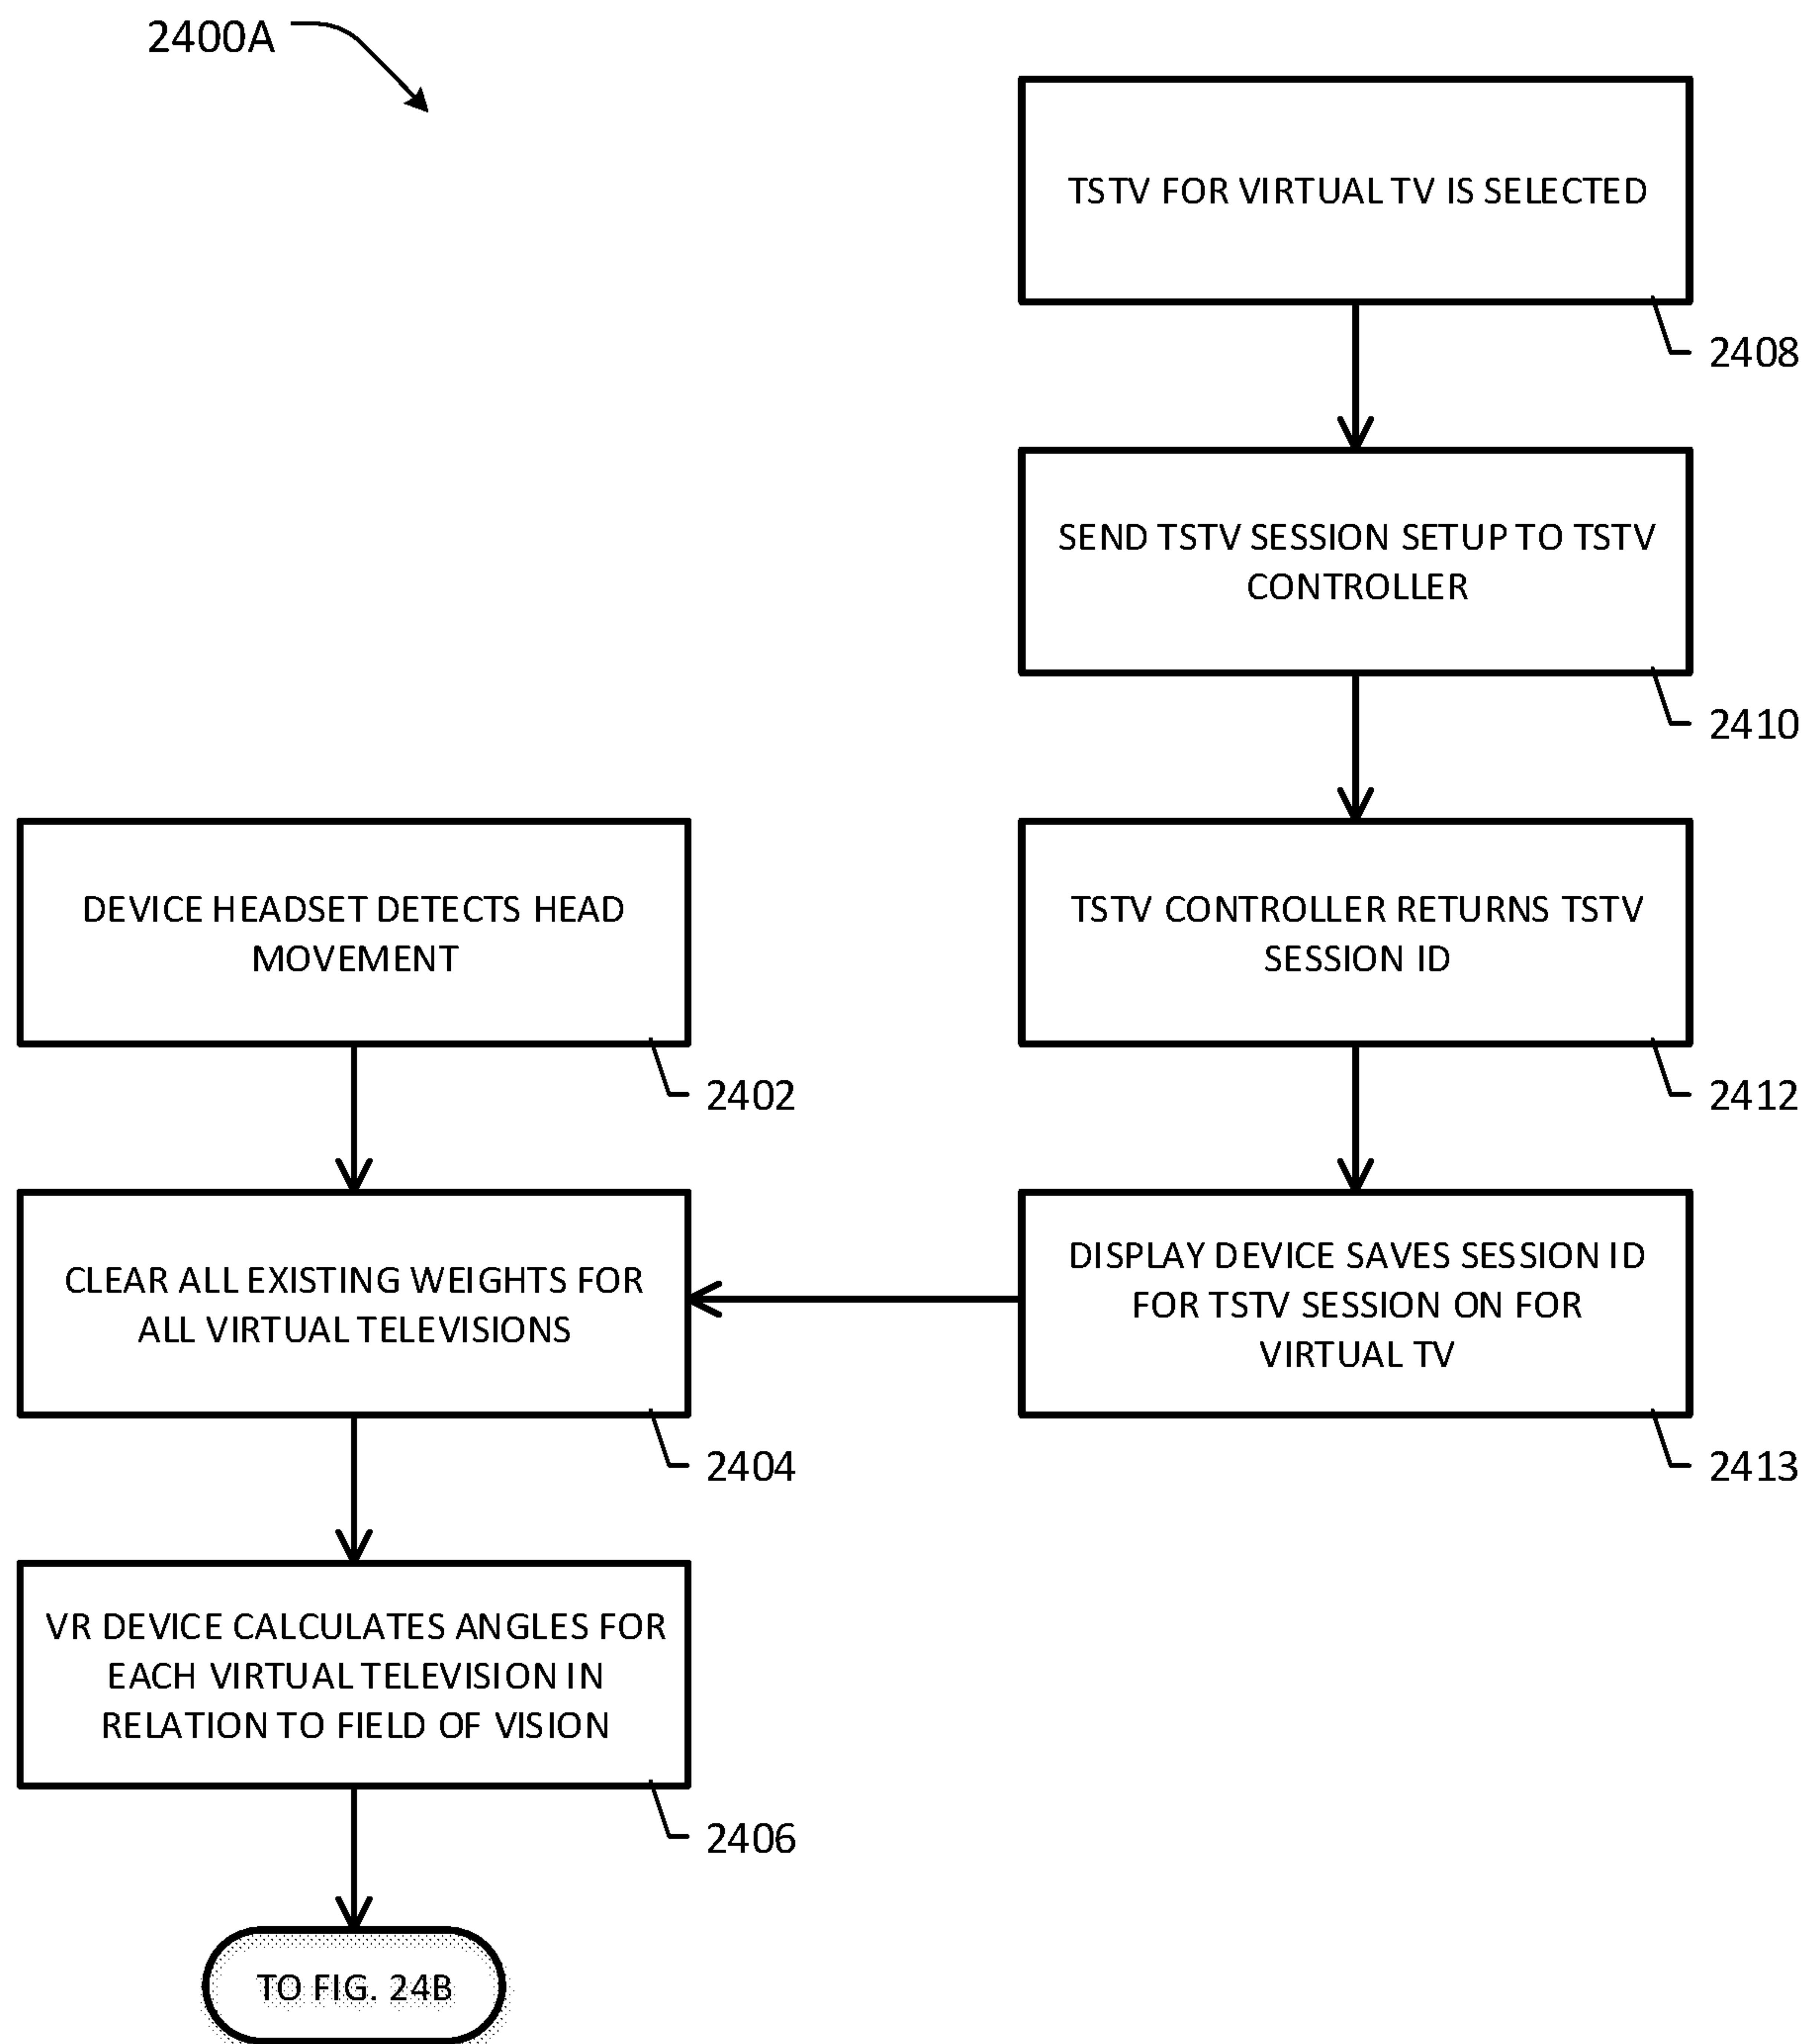 2400A
TSTV FOR VIRTUAL TV IS SELECTED
2408
SEND TSTV SESSION SETUP TO TSTV
CONTROLLER
2410
DEVICE HEADSET DETECTS HEAD
MOVEMENT
2402
TSTV CONTROLLER RETURNS TSTV
SESSION ID
2412
CLEAR ALL EXISTING WEIGHTS FOR
ALL VIRTUAL TELEVISIONS
2404
DISPLAY DEVICE SAVES SESSION ID
FOR TSTV SESSION ON FOR
VIRTUAL TV
2413
VR DEVICE CALCULATES ANGLES FOR
EACH VIRTUAL TELEVISION IN
RELATION TO FIELD OF VISION
2406
TO FIG. 24B